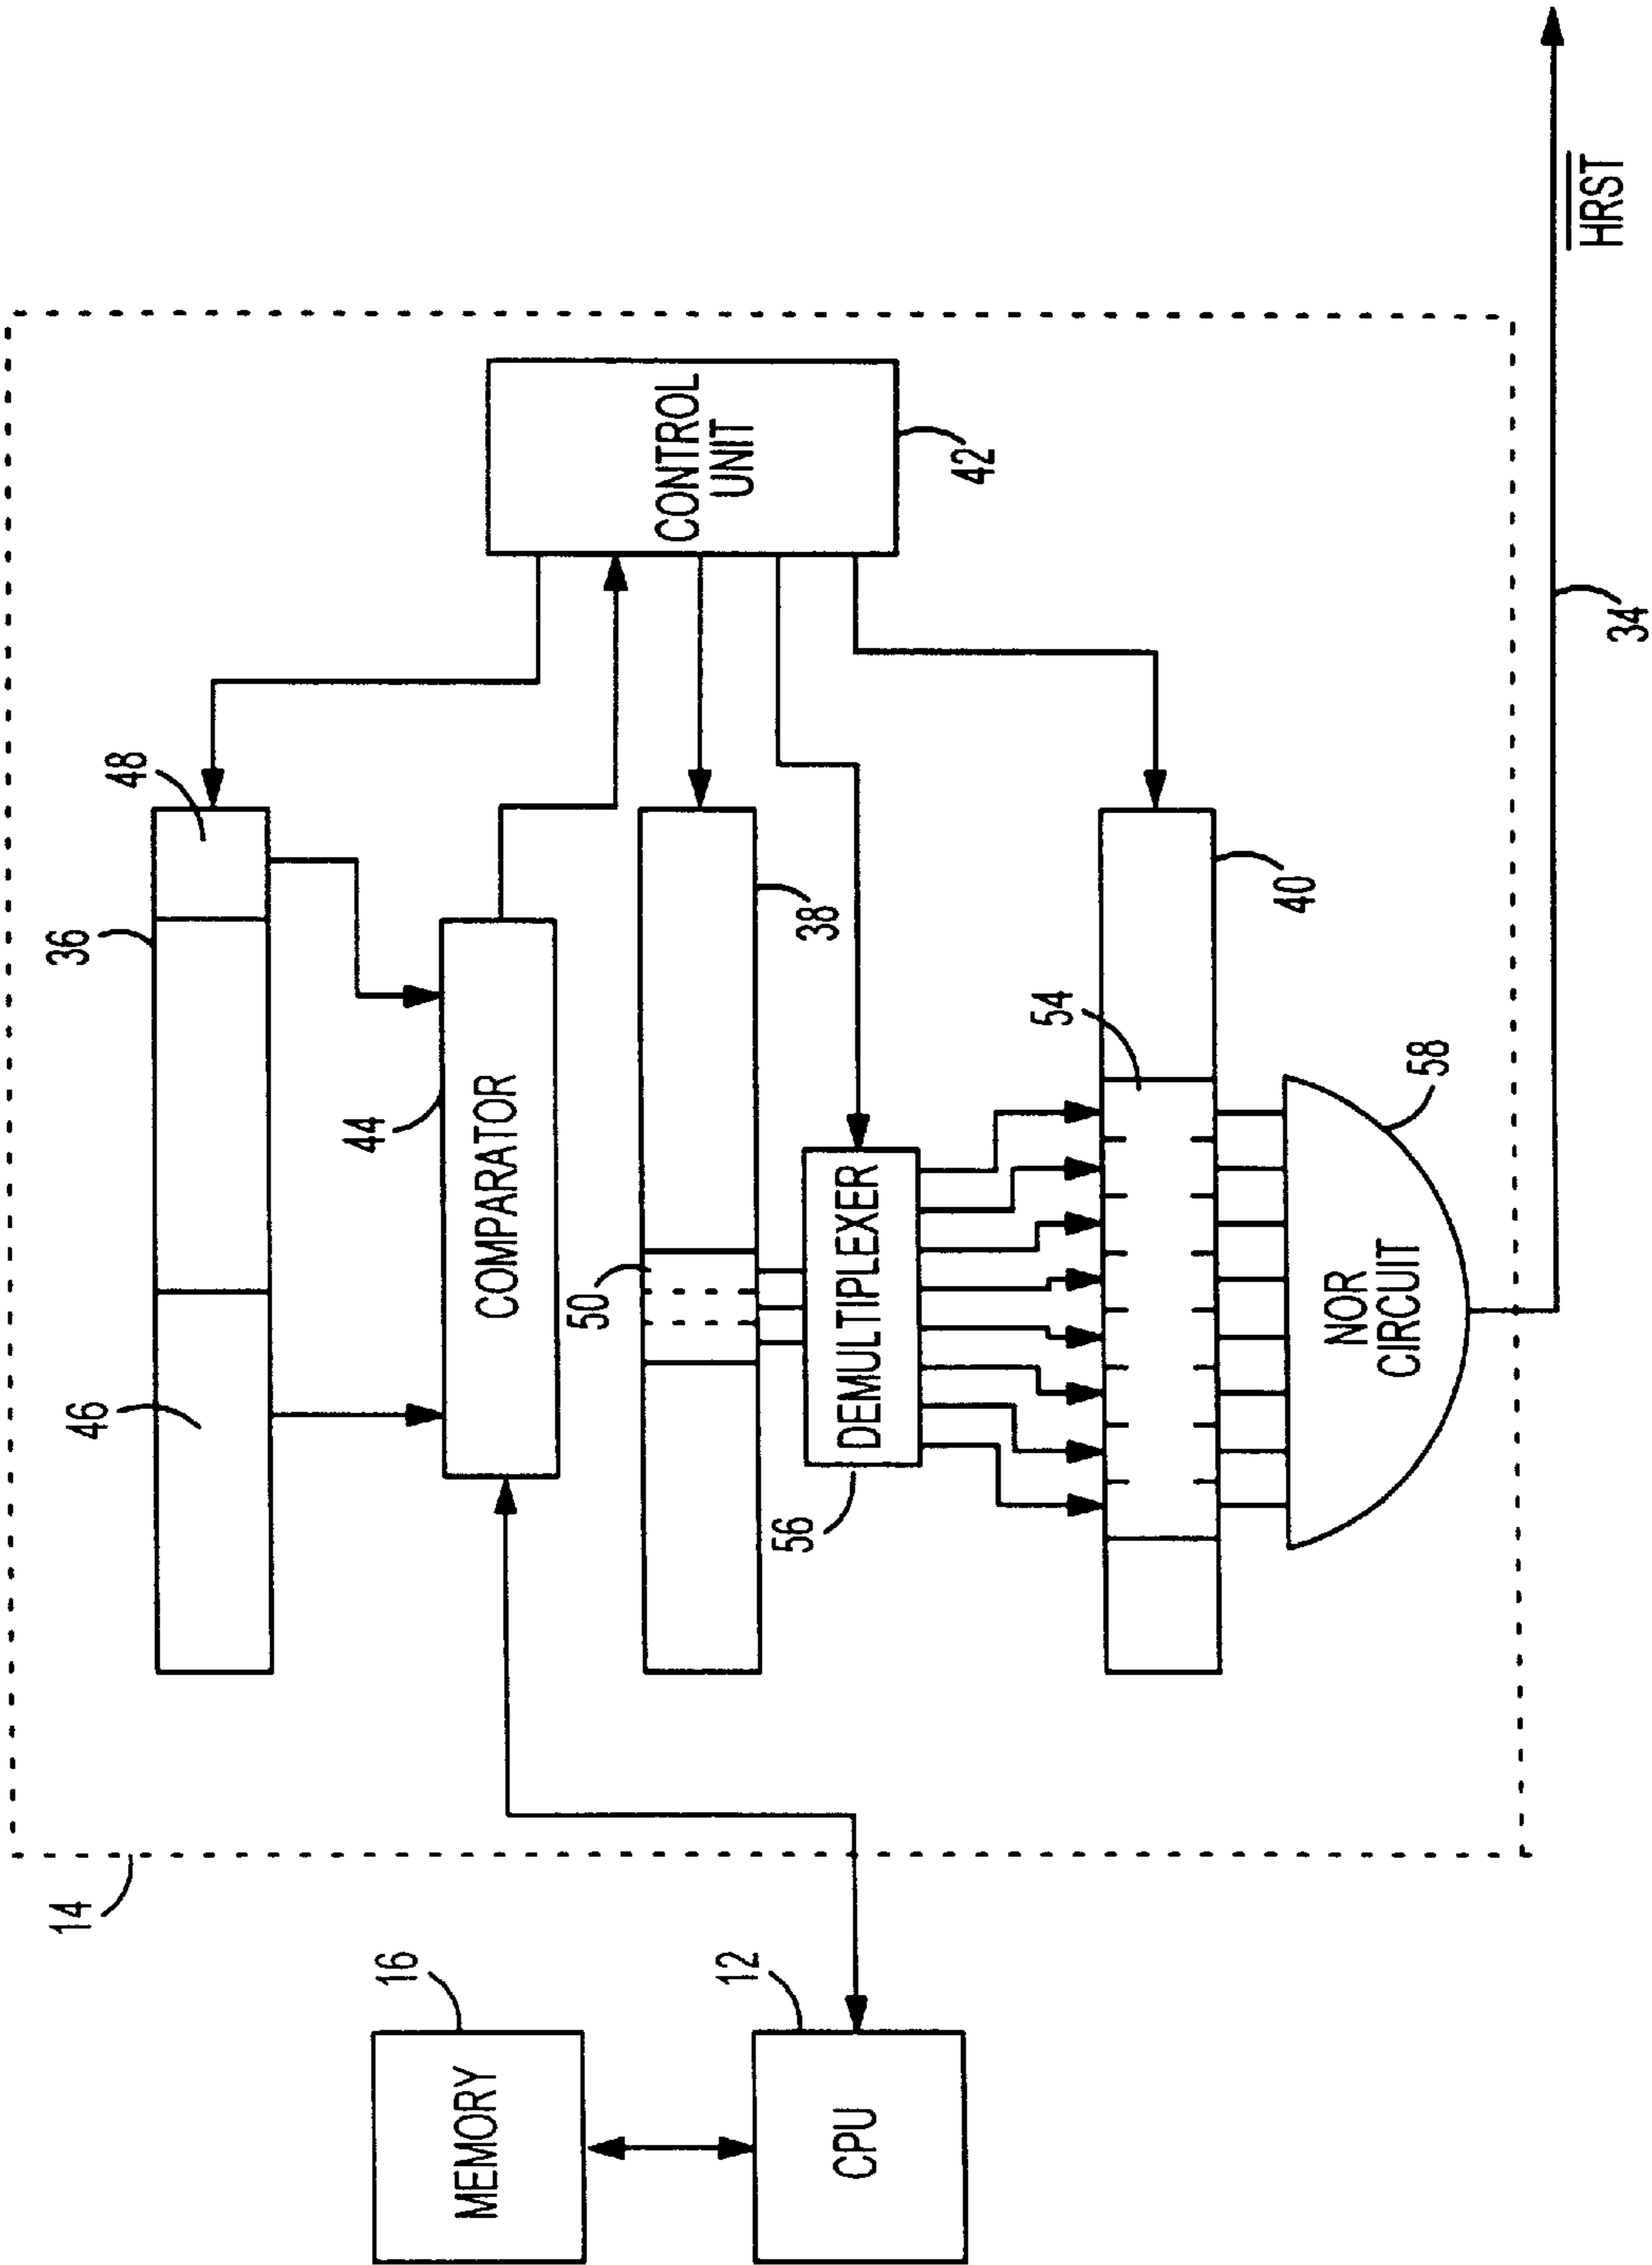 14
36
48
46
44
COMPARATOR
CONTROL
UNIT
42
50
38
MEMORY
16
CPU
12
56
DEMULTIPLEXER
54
40
NOR
CIRCUIT
58
34
HRST